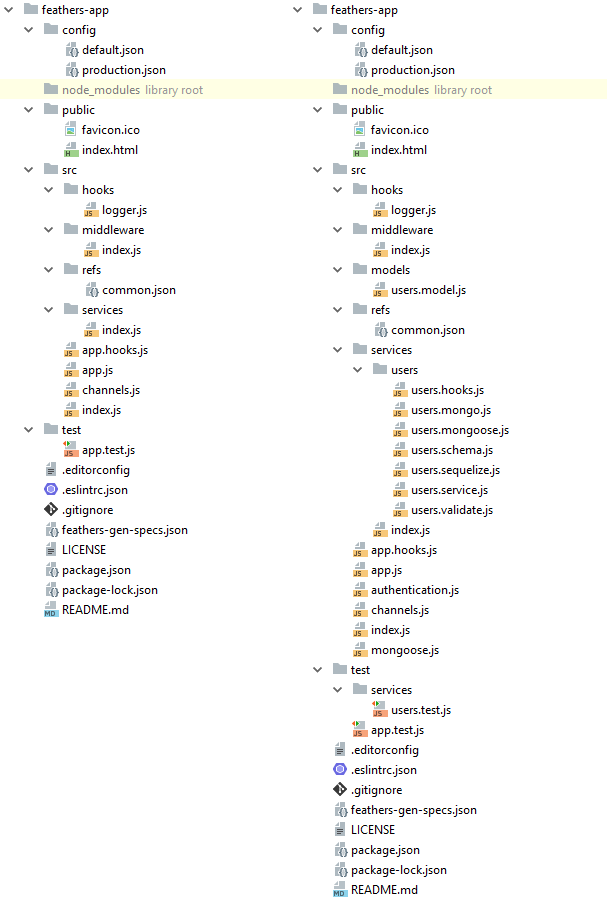 feathers-app
config
default.json
production.json
node_modules library root
public
favicon.ico
index.html
src
hooks
logger.js
middleware
index.js
refs
common.json
services
index.js
app.hooks.js
app.js
channels.js
index.js
test
app.test.js
.editorconfig
.eslintrc.json
.gitignore
feathers-gen-specs.json
LICENSE
package.json
package-lock.json
README.md
feathers-app
config
default.json
production.json
node_modules library root
public
favicon.ico
index.html
src
hooks
logger.js
middleware
index.js
models
users.model.js
refs
common.json
services
users
users.hooks.js
users.mongo.js
users.mongoose.js
users.schema.js
users.sequelize.js
users.service.js
users.validate.js
index.js
app.hooks.js
app.js
authentication.js
channels.js
index.js
mongoose.js
test
services
users.test.js
app.test.js
.editorconfig
.eslintrc.json
.gitignore
feathers-gen-specs.json
LICENSE
package.json
package-lock.json
README.md